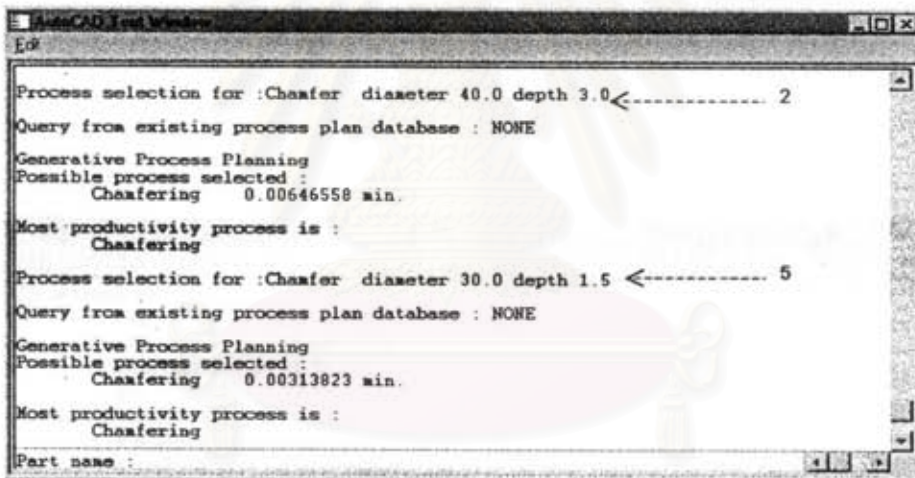 AutoCAD Text Window
Edit
Process selection for :Chamfer diameter 40.0 depth 3.0 2
Query from existing process plan database : NONE
Generative Process Planning
Possible process selected :
Chamfering 0.00646558 min.
Most productivity process is :
Chamfering
Process selection for :Chamfer diameter 30.0 depth 1.5 5
Query from existing process plan database : NONE
Generative Process Planning
Possible process selected :
Chamfering 0.00313823 min.
Most productivity process is :
Chamfering
Part name :